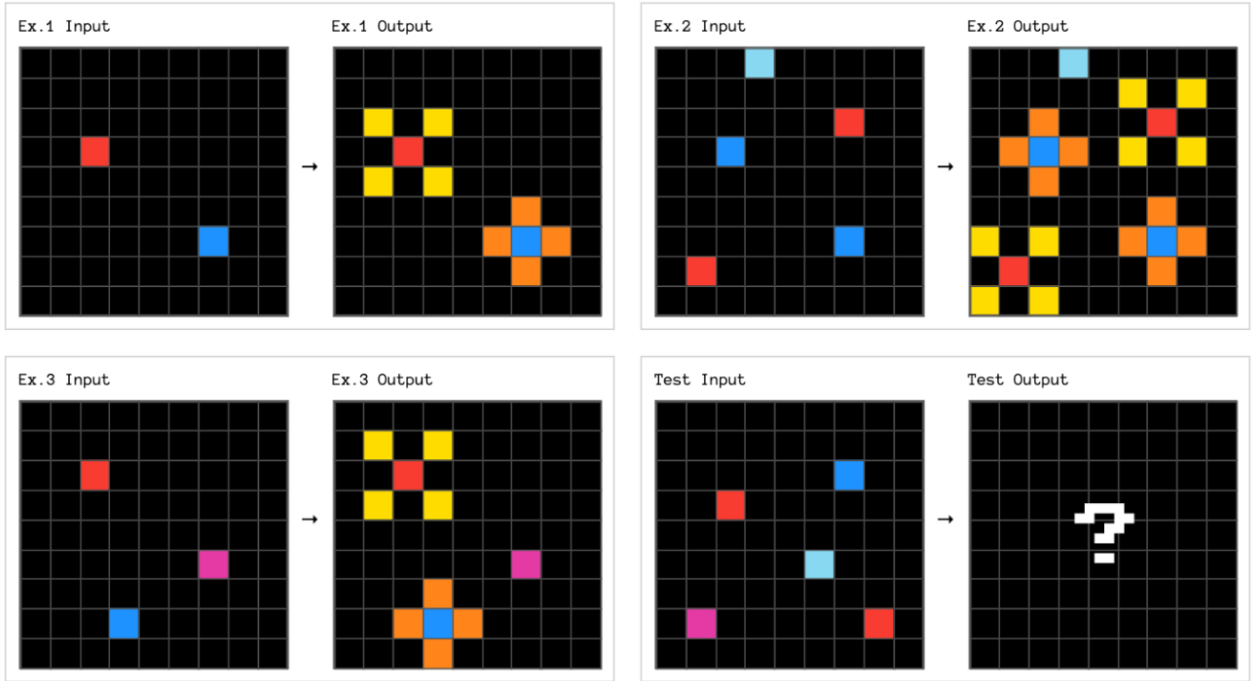 Ex.1 Input
Ex.1 Output
Ex.2 Input
Ex.2 Output
→
→
Ex.3 Input
Ex.3 Output
Test Input
Test Output
→
→
?